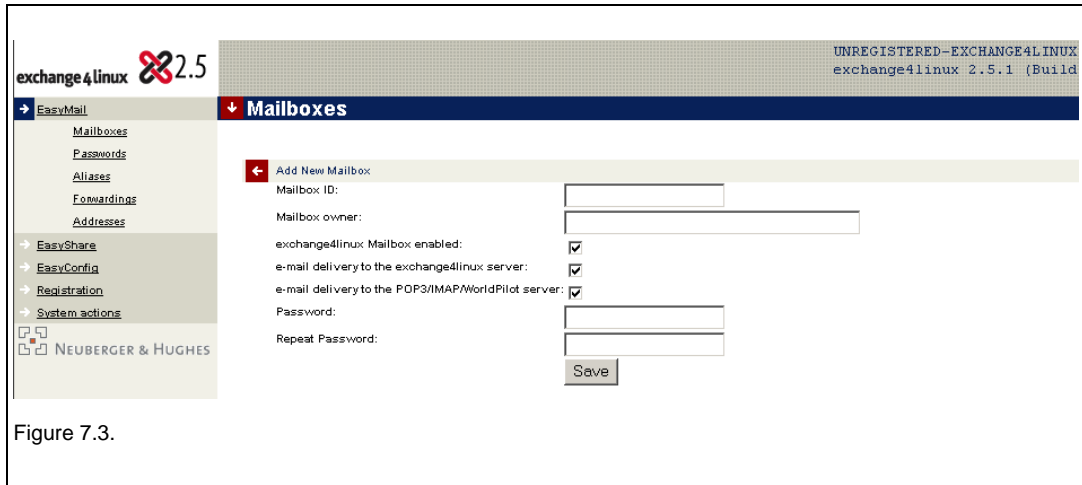 UNREGISTERED-EXCHANGE4LINUX
exchange4linux 2.5.1 (Build
exchange4linux 2.5
EasyMail
Mailboxes
Passwords
Aliases
Forwardings
Addresses
EasyShare
EasyConfig
Registration
System actions
NEUBERGER & HUGHES
Mailboxes
Add New Mailbox
Mailbox ID:
Mailbox owner:
exchange4linux Mailbox enabled:
e-mail delivery to the exchange4linux server:
e-mail delivery to the POP3/IMAP/WorldPilot server:
Password:
Repeat Password:
Save
Figure 7.3.